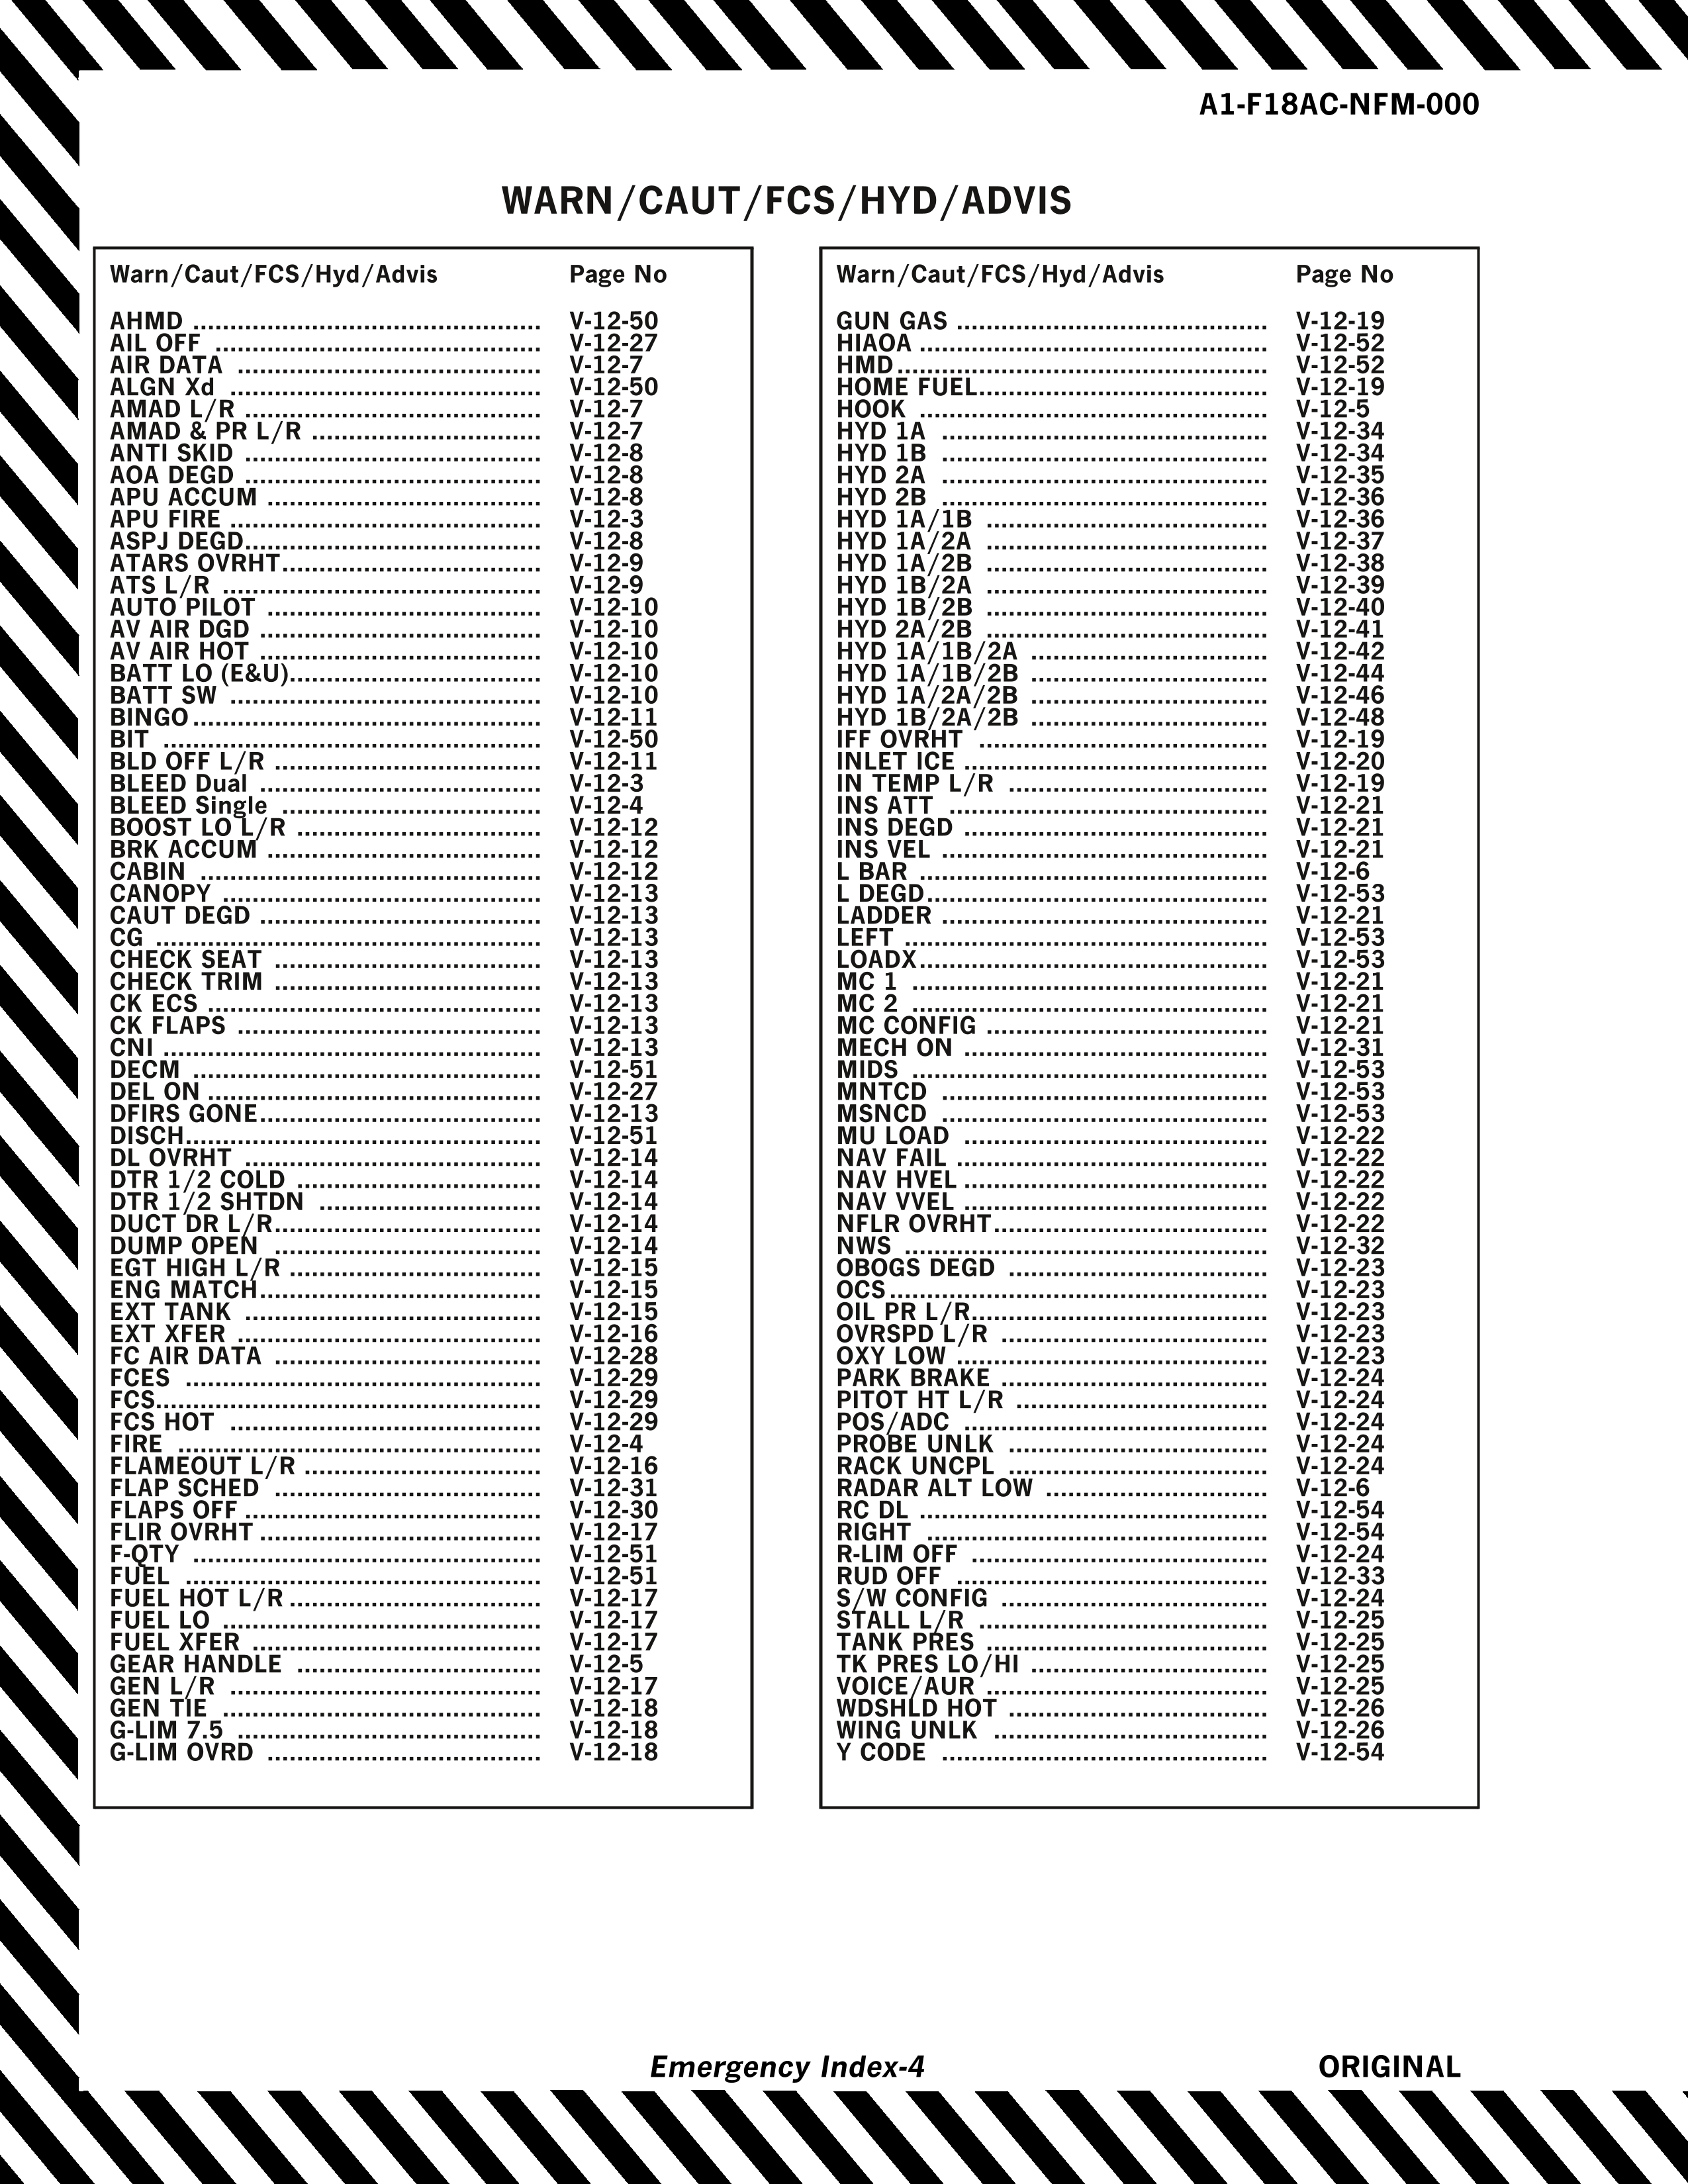 A1-F18AC-NFM-000
WARN/CAUT/FCS/HYD/ADVIS
Warn/Caut/FCS/Hyd/Advis Page No
AHMD ............................................... V-12-50
AIL OFF ............................................ V-12-27
AIR DATA ......................................... V-12-7
ALGN Xd .......................................... V-12-50
AMAD L/R ........................................ V-12-7
AMAD & PR L/R ............................... V-12-7
ANTI SKID ........................................ V-12-8
AOA DEGD ........................................ V-12-8
APU ACCUM ..................................... V-12-8
APU FIRE .......................................... V-12-3
ASPJ DEGD........................................ V-12-8
ATARS OVRHT................................... V-12-9
ATS L/R ............................................ V-12-9
AUTO PILOT ..................................... V-12-10
AV AIR DGD ...................................... V-12-10
AV AIR HOT ...................................... V-12-10
BATT LO (E&U).................................. V-12-10
BATT SW .......................................... V-12-10
BINGO ............................................... V-12-11
BIT ................................................... V-12-50
BLD OFF L/R .................................... V-12-11
BLEED Dual ...................................... V-12-3
BLEED Single ................................... V-12-4
BOOST LO L/R ................................. V-12-12
BRK ACCUM ..................................... V-12-12
CABIN .............................................. V-12-12
CANOPY ........................................... V-12-13
CAUT DEGD ...................................... V-12-13
CG .................................................... V-12-13
CHECK SEAT .................................... V-12-13
CHECK TRIM .................................... V-12-13
CK ECS ............................................. V-12-13
CK FLAPS ......................................... V-12-13
CNI ................................................... V-12-13
DECM ............................................... V-12-51
DEL ON ............................................. V-12-27
DFIRS GONE...................................... V-12-13
DISCH................................................ V-12-51
DL OVRHT ........................................ V-12-14
DTR 1/2 COLD ................................. V-12-14
DTR 1/2 SHTDN .............................. V-12-14
DUCT DR L/R.................................... V-12-14
DUMP OPEN .................................... V-12-14
EGT HIGH L/R .................................. V-12-15
ENG MATCH...................................... V-12-15
EXT TANK ........................................ V-12-15
EXT XFER ......................................... V-12-16
FC AIR DATA .................................... V-12-28
FCES ................................................ V-12-29
FCS.................................................... V-12-29
FCS HOT .......................................... V-12-29
FIRE ................................................. V-12-4
FLAMEOUT L/R ................................ V-12-16
FLAP SCHED .................................... V-12-31
FLAPS OFF ........................................ V-12-30
FLIR OVRHT ...................................... V-12-17
F-QTY ............................................... V-12-51
FUEL ................................................ V-12-51
FUEL HOT L/R .................................. V-12-17
FUEL LO ........................................... V-12-17
FUEL XFER ....................................... V-12-17
GEAR HANDLE ................................. V-12-5
GEN L/R .......................................... V-12-17
GEN TIE ........................................... V-12-18
G-LIM 7.5 ......................................... V-12-18
G-LIM OVRD ..................................... V-12-18
Warn/Caut/FCS/Hyd/Advis Page No
GUN GAS .......................................... V-12-19
HIAOA ............................................... V-12-52
HMD.................................................. V-12-52
HOME FUEL....................................... V-12-19
HOOK ............................................... V-12-5
HYD 1A ............................................ V-12-34
HYD 1B ............................................ V-12-34
HYD 2A ............................................ V-12-35
HYD 2B ............................................ V-12-36
HYD 1A/1B ...................................... V-12-36
HYD 1A/2A ...................................... V-12-37
HYD 1A/2B ...................................... V-12-38
HYD 1B/2A ...................................... V-12-39
HYD 1B/2B ...................................... V-12-40
HYD 2A/2B ...................................... V-12-41
HYD 1A/1B/2A ................................ V-12-42
HYD 1A/1B/2B ................................ V-12-44
HYD 1A/2A/2B ................................ V-12-46
HYD 1B/2A/2B ................................ V-12-48
IFF OVRHT ....................................... V-12-19
INLET ICE ......................................... V-12-20
IN TEMP L/R ................................... V-12-19
INS ATT ........................................... V-12-21
INS DEGD ......................................... V-12-21
INS VEL ............................................ V-12-21
L BAR ............................................... V-12-6
L DEGD.............................................. V-12-53
LADDER ............................................ V-12-21
LEFT ................................................. V-12-53
LOADX............................................... V-12-53
MC 1 ................................................ V-12-21
MC 2 ................................................ V-12-21
MC CONFIG ...................................... V-12-21
MECH ON ......................................... V-12-31
MIDS ................................................ V-12-53
MNTCD ............................................ V-12-53
MSNCD ............................................ V-12-53
MU LOAD ......................................... V-12-22
NAV FAIL .......................................... V-12-22
NAV HVEL ......................................... V-12-22
NAV VVEL ......................................... V-12-22
NFLR OVRHT..................................... V-12-22
NWS ................................................. V-12-32
OBOGS DEGD ................................... V-12-23
OCS ................................................... V-12-23
OIL PR L/R........................................ V-12-23
OVRSPD L/R .................................... V-12-23
OXY LOW .......................................... V-12-23
PARK BRAKE .................................... V-12-24
PITOT HT L/R .................................. V-12-24
POS/ADC ......................................... V-12-24
PROBE UNLK ................................... V-12-24
RACK UNCPL ................................... V-12-24
RADAR ALT LOW .............................. V-12-6
RC DL ............................................... V-12-54
RIGHT .............................................. V-12-54
R-LIM OFF ........................................ V-12-24
RUD OFF .......................................... V-12-33
S/W CONFIG .................................... V-12-24
STALL L/R ....................................... V-12-25
TANK PRES ...................................... V-12-25
TK PRES LO/HI ................................ V-12-25
VOICE/AUR ...................................... V-12-25
WDSHLD HOT ................................... V-12-26
WING UNLK ..................................... V-12-26
Y CODE ............................................ V-12-54
Emergency Index-4
ORIGINAL